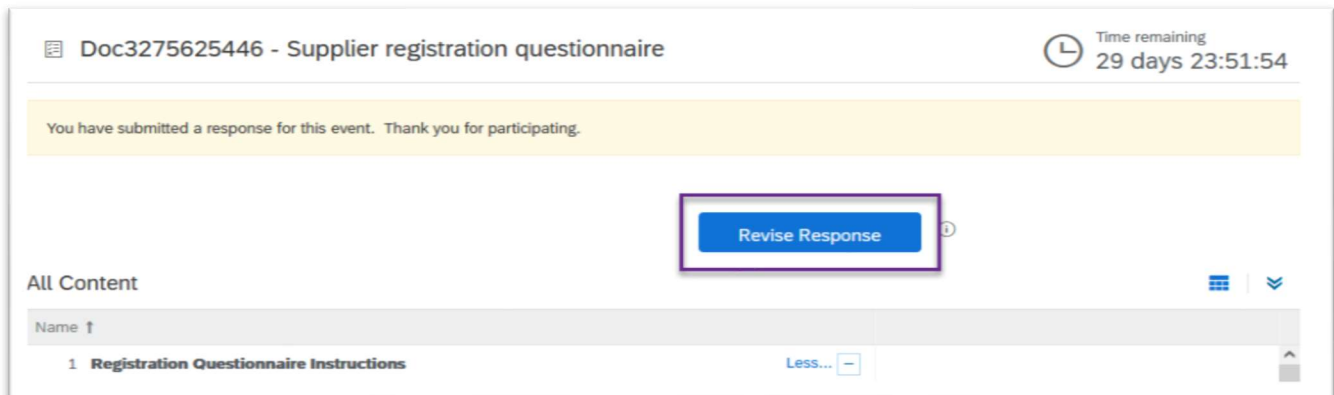 Doc3275625446 - Supplier registration questionnaire
Time remaining
29 days 23:51:54
You have submitted a response for this event. Thank you for participating.
Revise Response
All Content
Name ↑
1 Registration Questionnaire Instructions Less...